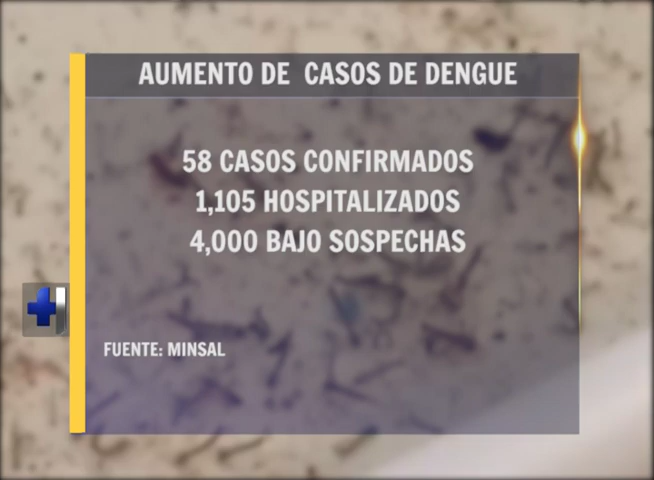 AUMENTO DE CASOS DE DENGUE
58 CASOS CONFIRMADOS
1,105 HOSPITALIZADOS
4,000 BAJO SOSPECHAS
FUENTE: MINSAL